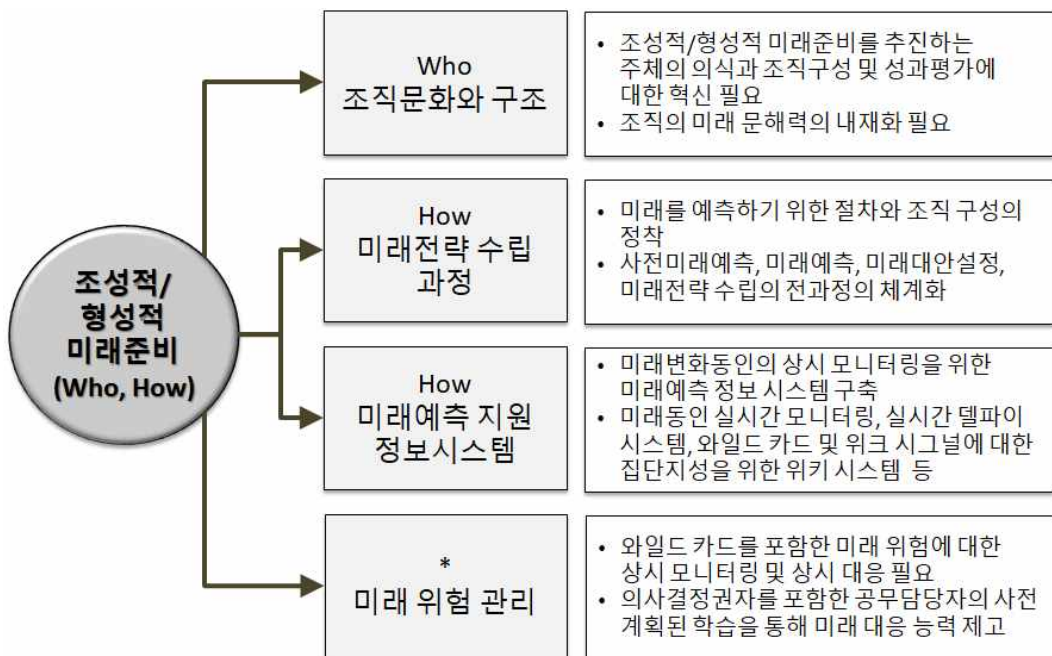 조성적/
형성적
미래준비
(Who, How)
Who
조직문화와 구조
• 조성적/형성적 미래준비를 추진하는
주체의 의식과 조직구성 및 성과평가에
대한 혁신 필요
• 조직의 미래 문해력의 내재화 필요
How
미래전략 수립
과정
• 미래를 예측하기 위한 절차와 조직 구성의
정착
• 사전미래예측, 미래예측, 미래대안설정,
미래전략 수립의 전과정의 체계화
How
미래예측 지원
정보시스템
• 미래변화동인의 상시 모니터링을 위한
미래예측 정보 시스템 구축
• 미래동인 실시간 모니터링, 실시간 델파이
시스템, 와일드 카드 및 위크 시그널에 대한
집단지성을 위한 위키 시스템 등
*
미래 위험 관리
• 와일드 카드를 포함한 미래 위험에 대한
상시 모니터링 및 상시 대응 필요
• 의사결정권자를 포함한 공무담당자의 사전
계획된 학습을 통해 미래 대응 능력 제고